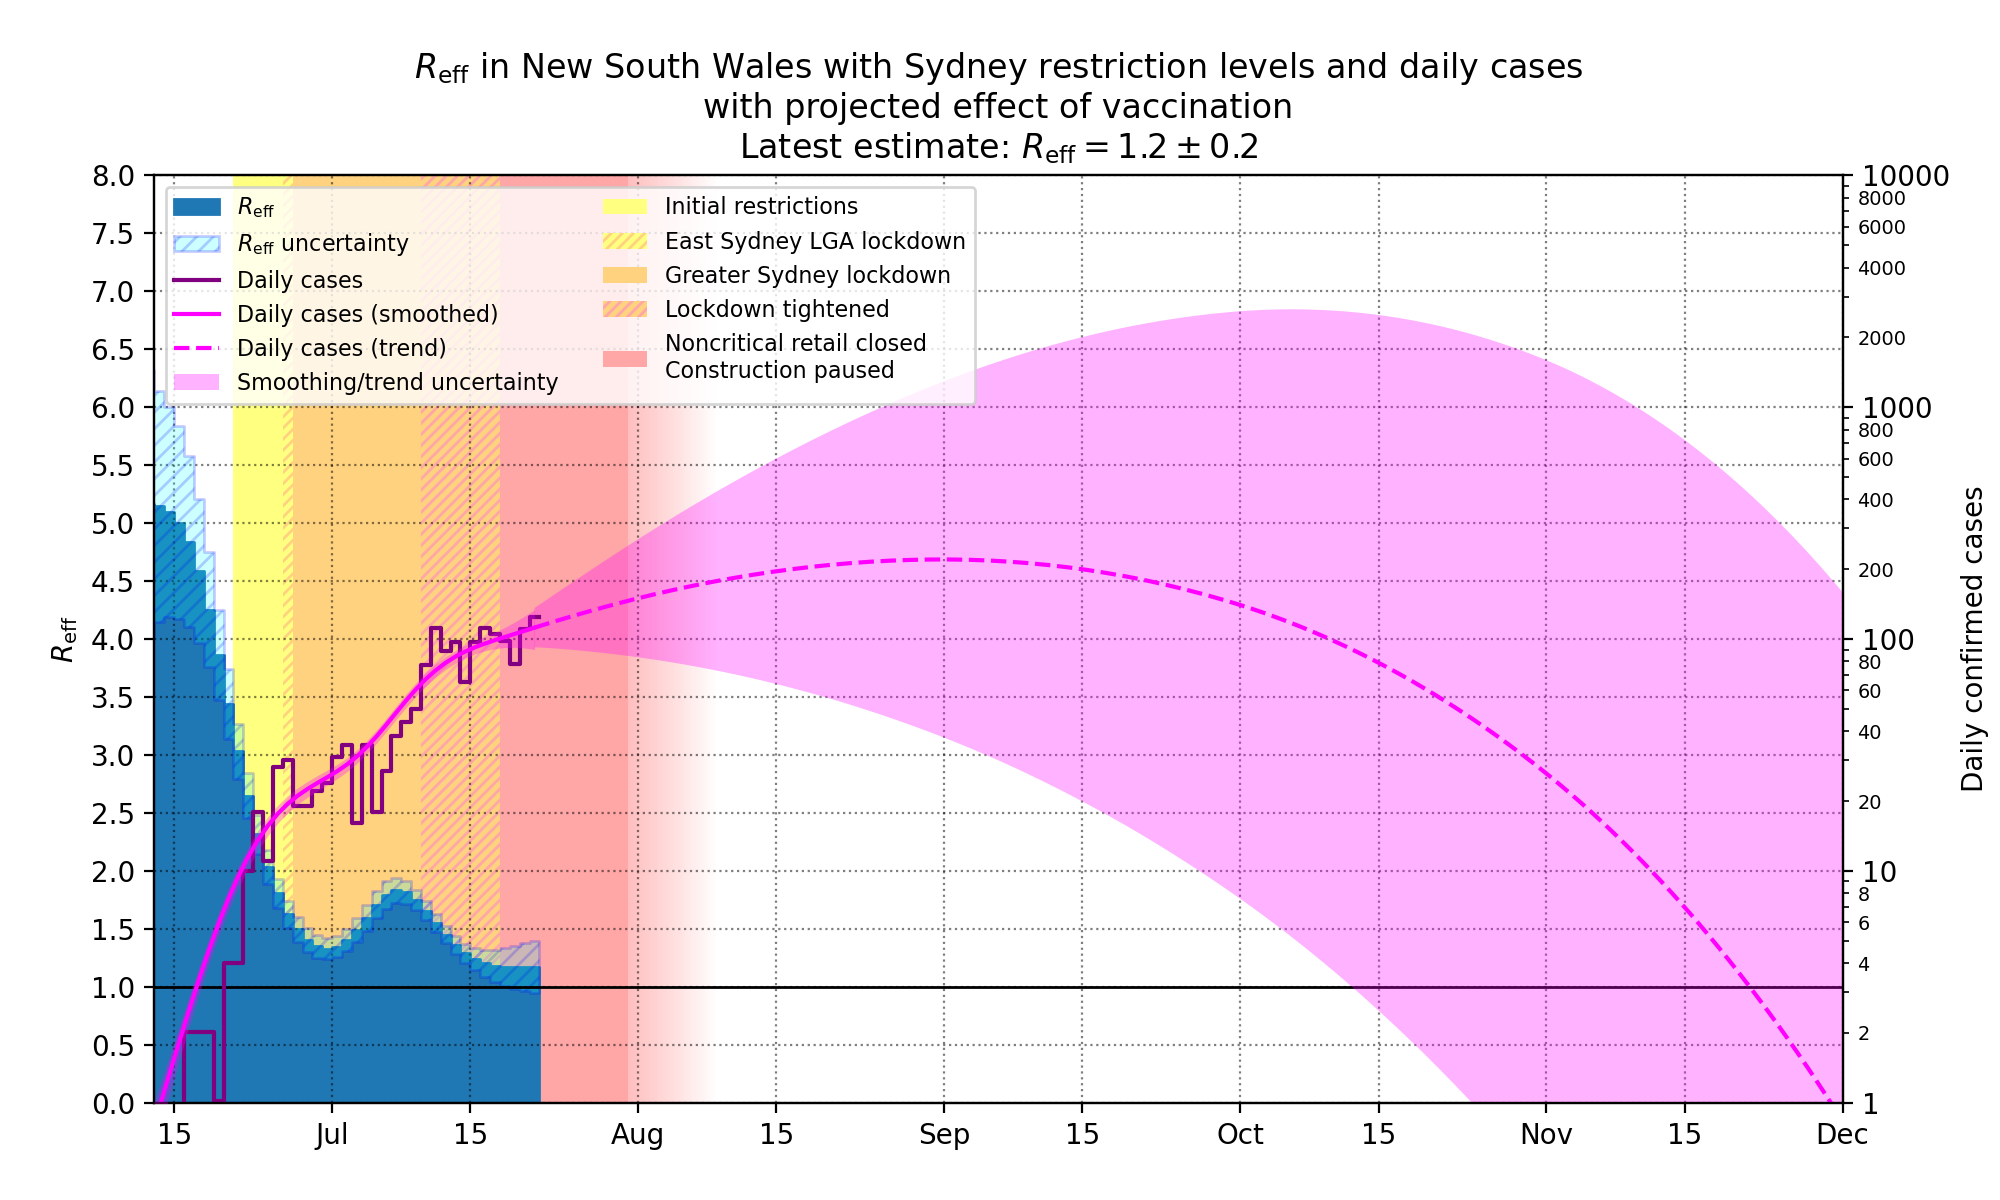 R_eff in New South Wales with Sydney restriction levels and daily cases
with projected effect of vaccination
Latest estimate: R_eff = 1.2 ± 0.2
R_eff
R_eff uncertainty
Daily cases
Daily cases (smoothed)
Daily cases (trend)
Smoothing/trend uncertainty
Initial restrictions
East Sydney LGA lockdown
Greater Sydney lockdown
Lockdown tightened
Noncritical retail closed
Construction paused
R_eff
8.0
7.5
7.0
6.5
6.0
5.5
5.0
4.5
4.0
3.5
3.0
2.5
2.0
1.5
1.0
0.5
0.0
15
Jul
15
Aug
15
Sep
15
Oct
15
Nov
15
Dec
10000
8000
6000
4000
2000
1000
800
600
400
200
100
80
60
40
20
10
8
6
4
2
1
Daily confirmed cases